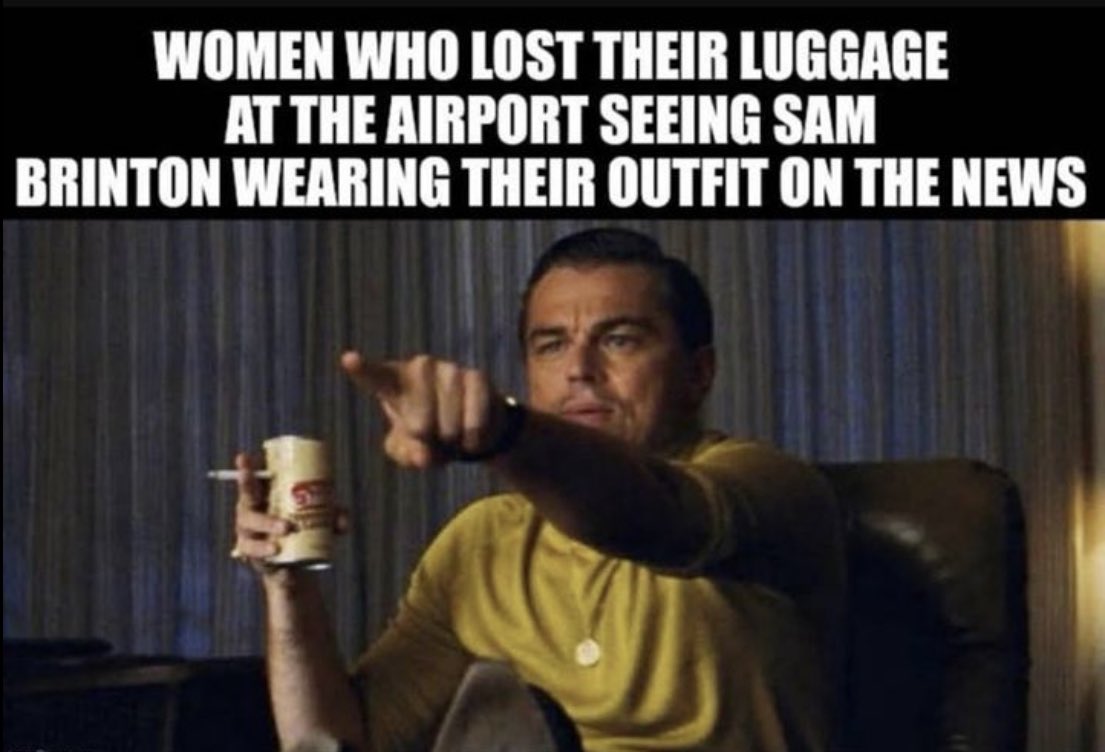 WOMEN WHO LOST THEIR LUGGAGE
AT THE AIRPORT SEEING SAM
BRINTON WEARING THEIR OUTFIT ON THE NEWS